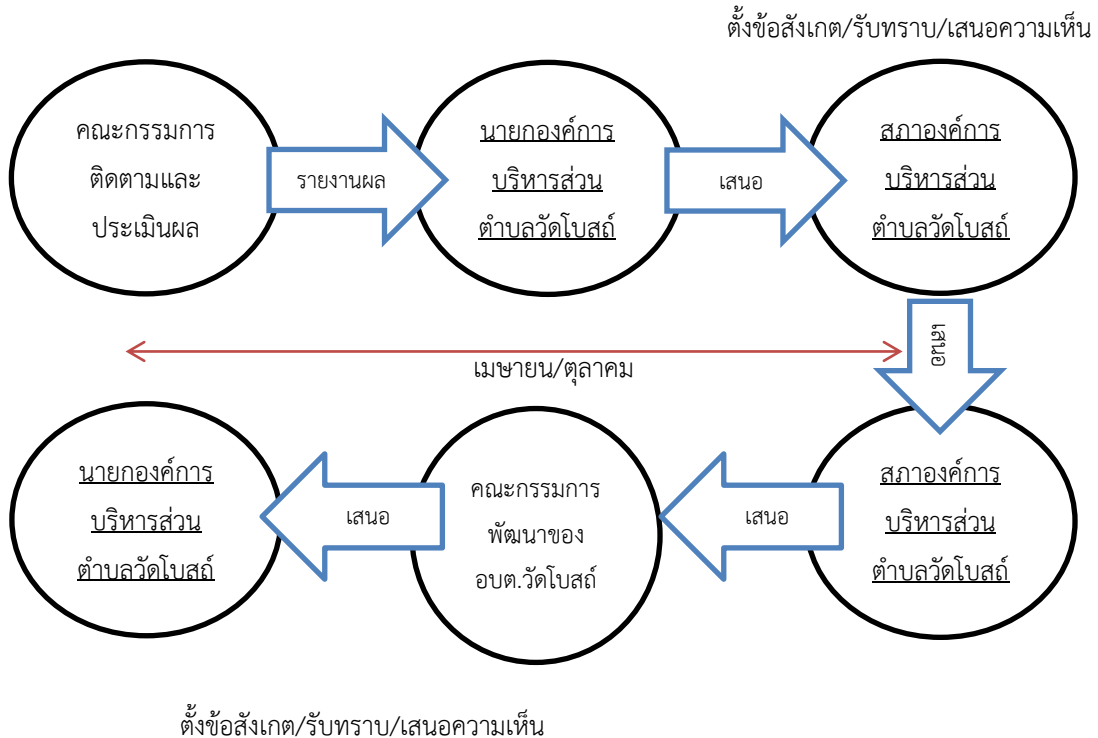 ตั้งข้อสังเกต/รับทราบ/เสนอความเห็น
คณะกรรมการ
ติดตามและ
ประเมินผล
รายงานผล
นายกองค์การ
บริหารส่วน
ตำบลวัดโบสถ์
เสนอ
สภาองค์การ
บริหารส่วน
ตำบลวัดโบสถ์
เสนอ
เมษายน/ตุลาคม
สภาองค์การ
บริหารส่วน
ตำบลวัดโบสถ์
เสนอ
คณะกรรมการ
พัฒนาของ
อบต.วัดโบสถ์
เสนอ
นายกองค์การ
บริหารส่วน
ตำบลวัดโบสถ์
ตั้งข้อสังเกต/รับทราบ/เสนอความเห็น